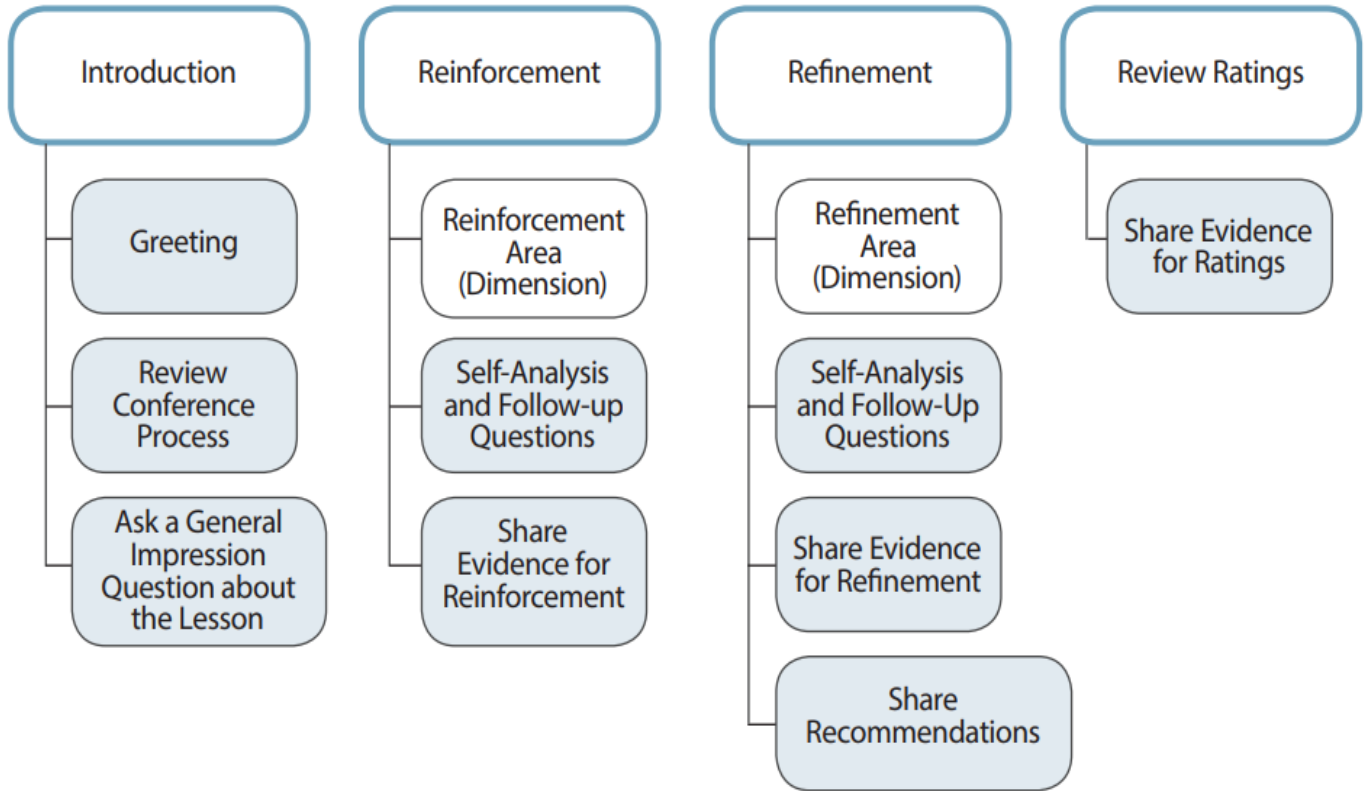 Introduction
Greeting
Review
Conference
Process
Ask a General
Impression
Question about
the Lesson
Reinforcement
Reinforcement
Area
(Dimension)
Self-Analysis
and Follow-up
Questions
Share
Evidence for
Reinforcement
Refinement
Refinement
Area
(Dimension)
Self-Analysis
and Follow-Up
Questions
Share Evidence
for Refinement
Share
Recommendations
Review Ratings
Share Evidence
for Ratings